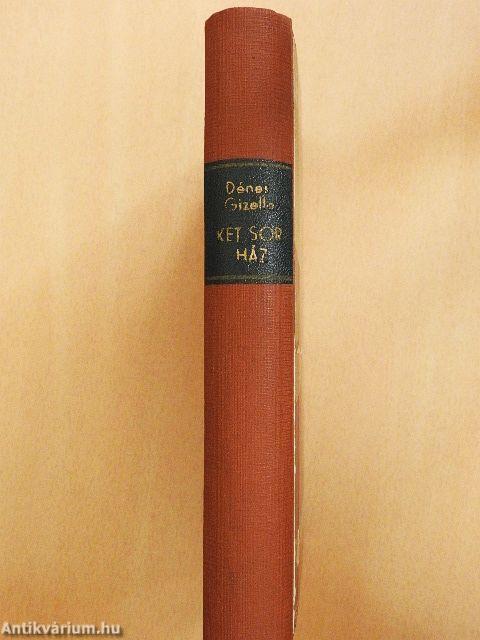 Dénes
Gizella
KÉT SOR
HÁZ
Antikvárium.hu